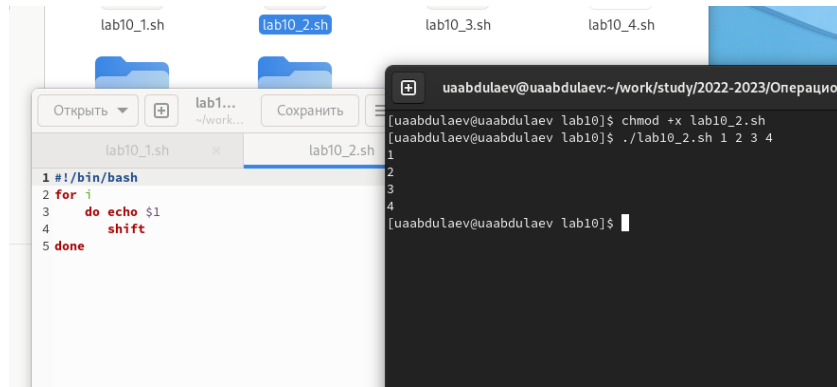 lab10_1.sh
lab10_2.sh
lab10_3.sh
lab10_4.sh
Открыть
lab1...
~/work...
Сохранить
lab10_1.sh
lab10_2.sh
1 #!/bin/bash
2 for i
3     do echo $1
4        shift
5 done
uaabdulaev@uaabdulaev:~/work/study/2022-2023/Операцио
[uaabdulaev@uaabdulaev lab10]$ chmod +x lab10_2.sh
[uaabdulaev@uaabdulaev lab10]$ ./lab10_2.sh 1 2 3 4
1
2
3
4
[uaabdulaev@uaabdulaev lab10]$